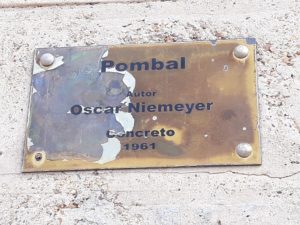 Pombal
Autor
Oscar Niemeyer
Concreto
1961